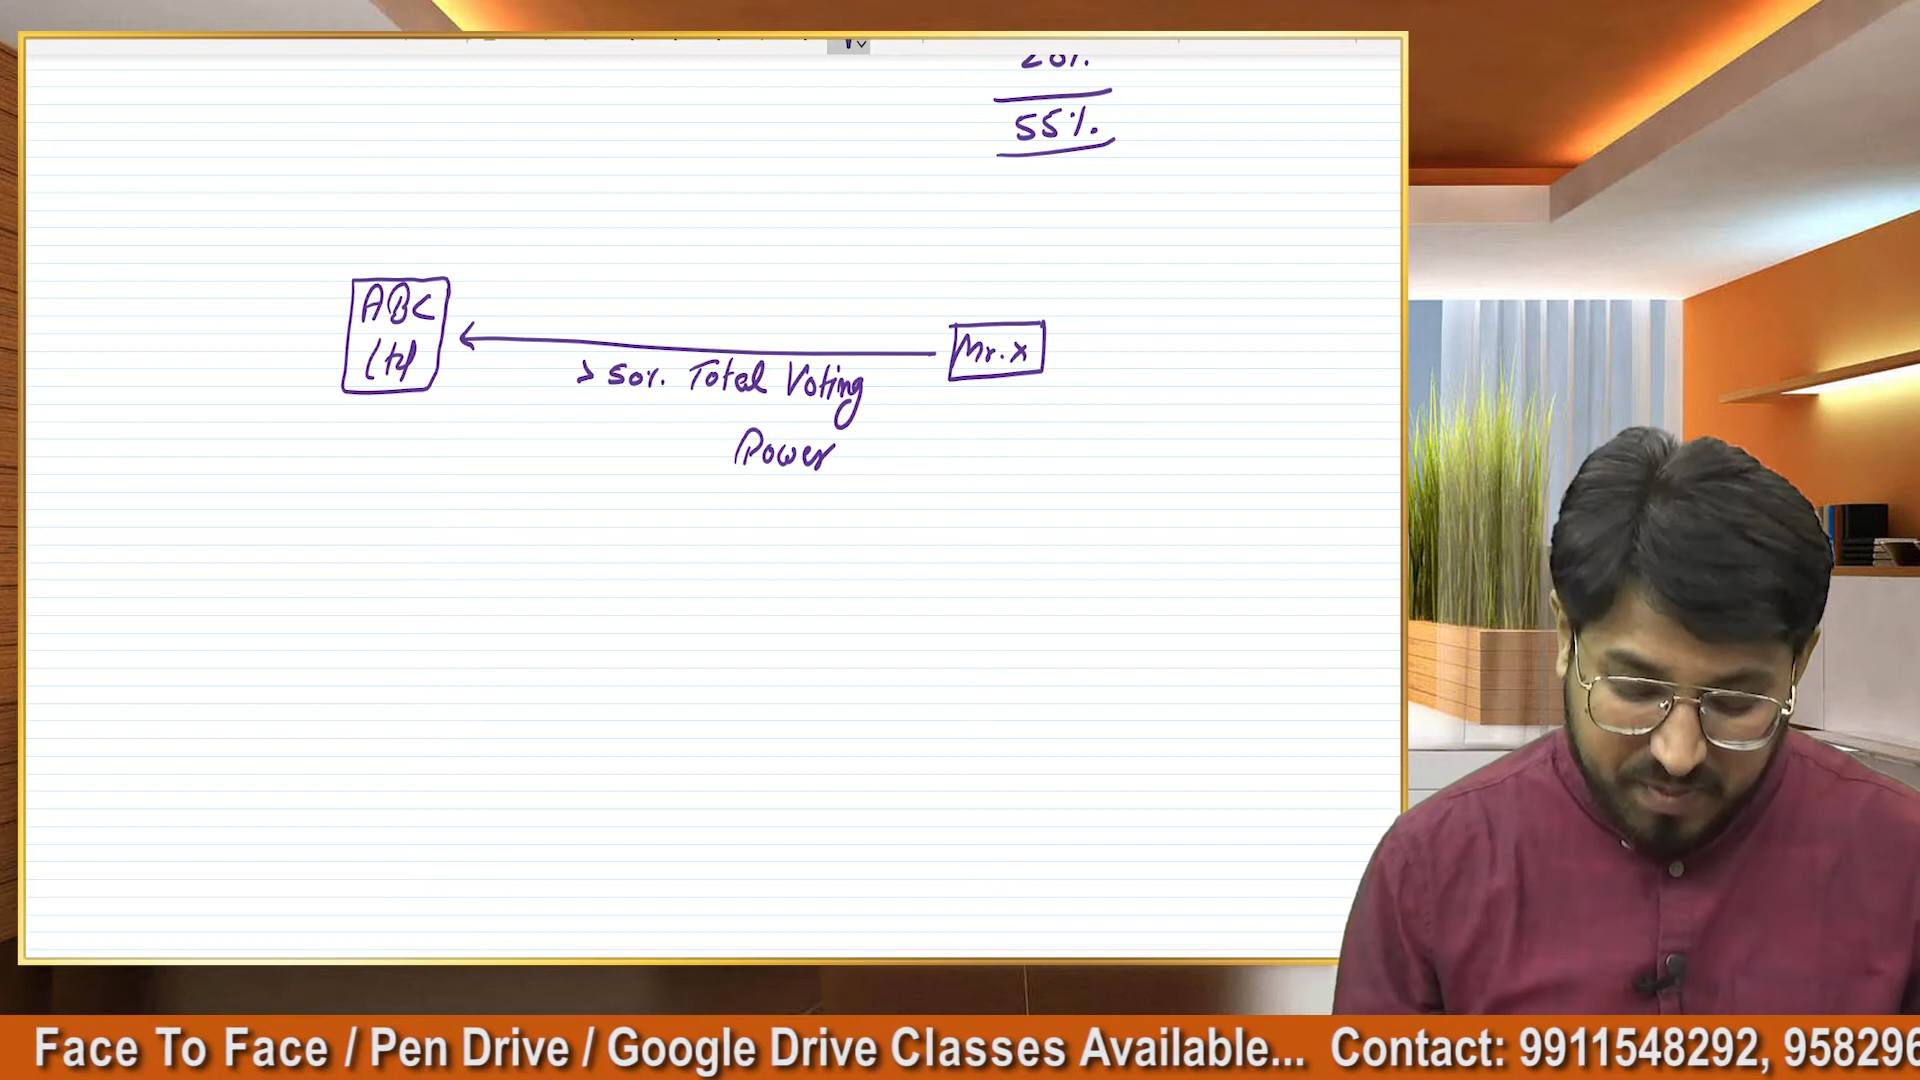 20%.
55%.
ABC
Ltd
Mr. X
> 50%. Total Voting
Power
Face To Face / Pen Drive / Google Drive Classes Available... Contact: 9911548292, 958296